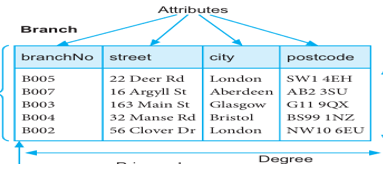 Attributes
Branch
branchNo street city postcode
B005 22 Deer Rd London SW1 4EH
B007 16 Argyll St Aberdeen AB2 3SU
B003 163 Main St Glasgow G11 9QX
B004 32 Manse Rd Bristol BS99 1NZ
B002 56 Clover Dr London NW10 6EU
Degree